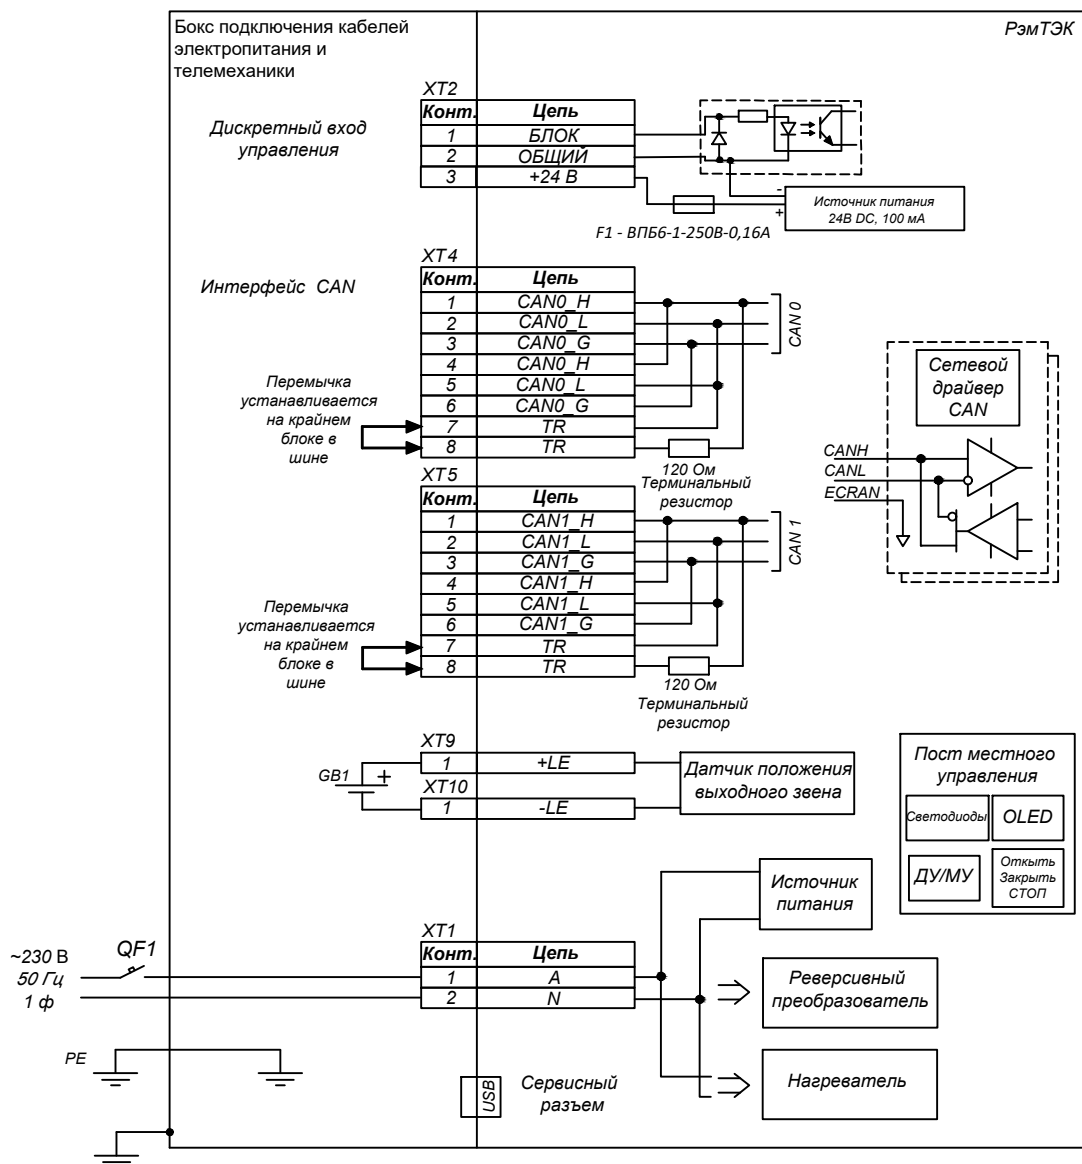 Бокс подключения кабелей
электропитания и
телемеханики
РэмТЭК
XT2
Конт. Цепь
1 БЛОК
2 ОБЩИЙ
3 +24 В
Дискретный вход
управления
-
+
Источник питания
24В DC, 100 мА
F1 - ВПБ6-1-250В-0,16А
XT4
Интерфейс CAN
Конт. Цепь
1 CAN0_H
2 CAN0_L
3 CAN0_G
4 CAN0_H
5 CAN0_L
6 CAN0_G
7 TR
8 TR
CAN 0
Перемычка
устанавливается
на крайнем
блоке в
шине
120 Ом
Терминальный
резистор
Сетевой
драйвер
CAN
CANH
CANL
ECRAN
XT5
Конт. Цепь
1 CAN1_H
2 CAN1_L
3 CAN1_G
4 CAN1_H
5 CAN1_L
6 CAN1_G
7 TR
8 TR
CAN 1
Перемычка
устанавливается
на крайнем
блоке в
шине
120 Ом
Терминальный
резистор
XT9
1 +LE
XT10
1 -LE
GB1
+
Датчик положения
выходного звена
Пост местного
управления
Светодиоды
OLED
ДУ/МУ
Откыть
Закрыть
СТОП
Источник
питания
XT1
Конт. Цепь
1 A
2 N
~230 В
50 Гц
1 ф
QF1
Реверсивный
преобразователь
PE
Нагреватель
USB
Сервисный
разъем